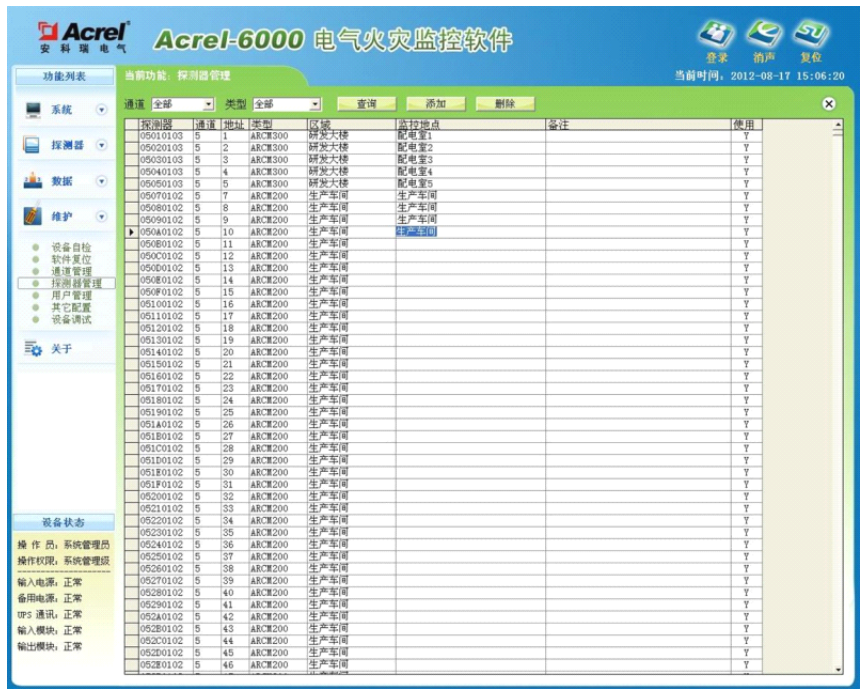 Acrel
安科瑞电气
Acrel-6000 电气火灾监控软件
登录 消声 复位
功能列表
当前功能: 探测器管理
当前时间: 2012-08-17 15:06:20
通道 全部 类型 全部 查询 添加 删除
系统
探测器
数据
维护
设备自检
软件复位
通道管理
探测器管理
用户管理
其它配置
设备调试
关于
设备状态
操 作 员: 系统管理员
操作权限: 系统管理级
输入电源: 正常
备用电源: 正常
UPS 通讯: 正常
输入模块: 正常
输出模块: 正常
探测器 通道 地址 类型 区域 监控地点 备注 使用
05010103 5 1 ARCM300 研发大楼 配电室1 Y
05020103 5 2 ARCM300 研发大楼 配电室2 Y
05030103 5 3 ARCM300 研发大楼 配电室3 Y
05040103 5 4 ARCM300 研发大楼 配电室4 Y
05050103 5 5 ARCM300 研发大楼 配电室5 Y
05070102 5 7 ARCM200 生产车间 生产车间 Y
05080102 5 8 ARCM200 生产车间 生产车间 Y
05090102 5 9 ARCM200 生产车间 生产车间 Y
050A0102 5 10 ARCM200 生产车间 生产车间 Y
050B0102 5 11 ARCM200 生产车间 Y
050C0102 5 12 ARCM200 生产车间 Y
050D0102 5 13 ARCM200 生产车间 Y
050E0102 5 14 ARCM200 生产车间 Y
050F0102 5 15 ARCM200 生产车间 Y
05100102 5 16 ARCM200 生产车间 Y
05110102 5 17 ARCM200 生产车间 Y
05120102 5 18 ARCM200 生产车间 Y
05130102 5 19 ARCM200 生产车间 Y
05140102 5 20 ARCM200 生产车间 Y
05150102 5 21 ARCM200 生产车间 Y
05160102 5 22 ARCM200 生产车间 Y
05170102 5 23 ARCM200 生产车间 Y
05180102 5 24 ARCM200 生产车间 Y
05190102 5 25 ARCM200 生产车间 Y
051A0102 5 26 ARCM200 生产车间 Y
051B0102 5 27 ARCM200 生产车间 Y
051C0102 5 28 ARCM200 生产车间 Y
051D0102 5 29 ARCM200 生产车间 Y
051E0102 5 30 ARCM200 生产车间 Y
051F0102 5 31 ARCM200 生产车间 Y
05200102 5 32 ARCM200 生产车间 Y
05210102 5 33 ARCM200 生产车间 Y
05220102 5 34 ARCM200 生产车间 Y
05230102 5 35 ARCM200 生产车间 Y
05240102 5 36 ARCM200 生产车间 Y
05250102 5 37 ARCM200 生产车间 Y
05260102 5 38 ARCM200 生产车间 Y
05270102 5 39 ARCM200 生产车间 Y
05280102 5 40 ARCM200 生产车间 Y
05290102 5 41 ARCM200 生产车间 Y
052A0102 5 42 ARCM200 生产车间 Y
052B0102 5 43 ARCM200 生产车间 Y
052C0102 5 44 ARCM200 生产车间 Y
052D0102 5 45 ARCM200 生产车间 Y
052E0102 5 46 ARCM200 生产车间 Y